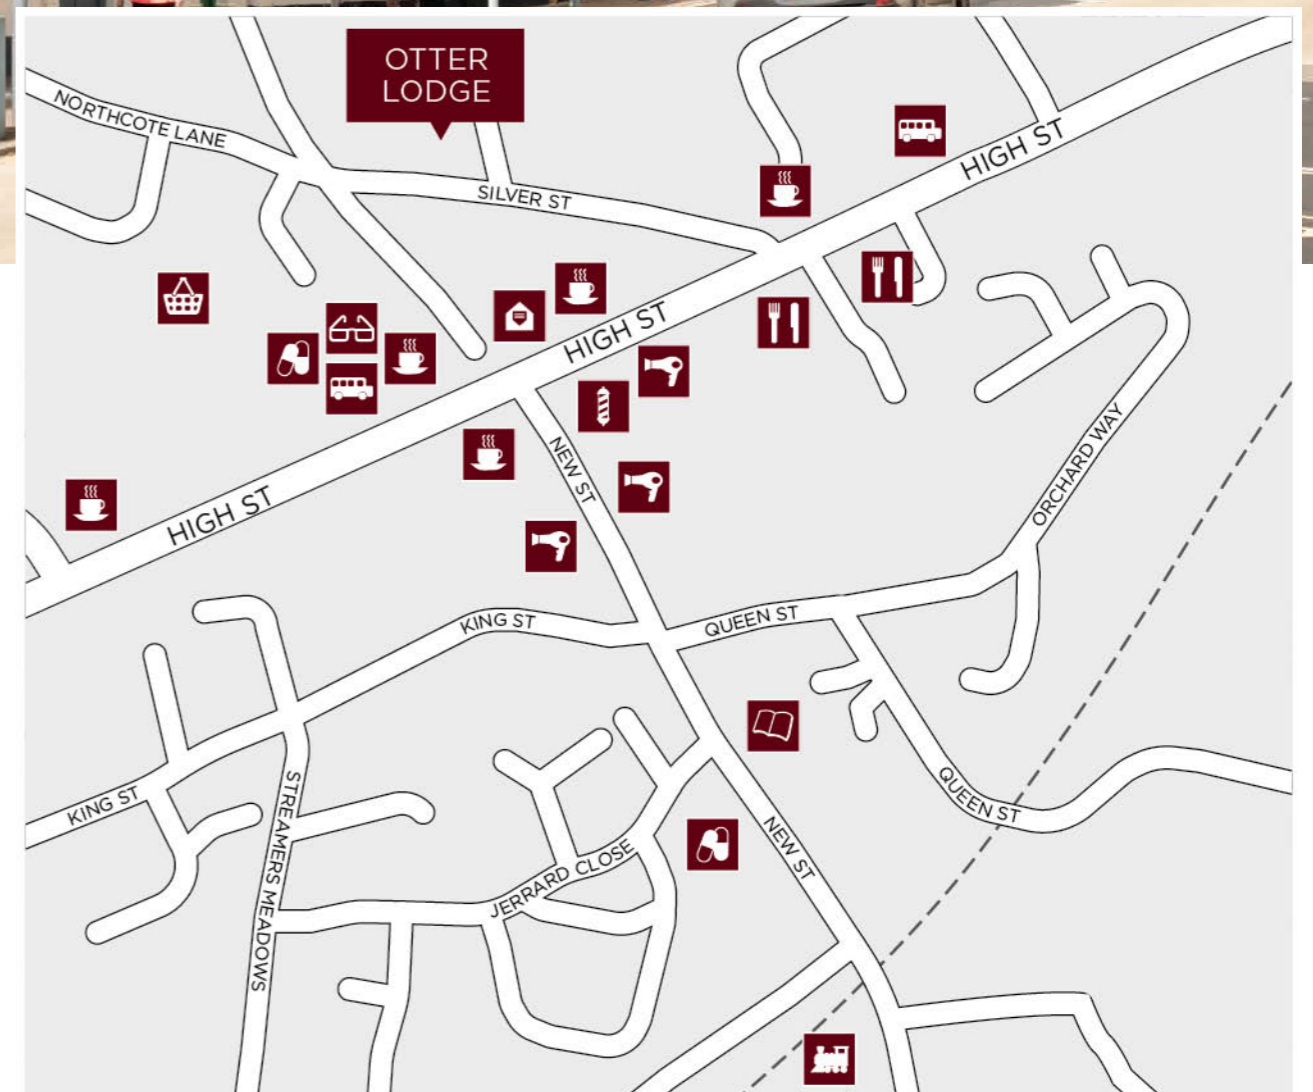 OTTER
LODGE
NORTHCOTE LANE
SILVER ST
HIGH ST
HIGH ST
HIGH ST
NEW ST
ORCHARD WAY
KING ST
QUEEN ST
KING ST
STREAMERS MEADOWS
JERRARD CLOSE
NEW ST
QUEEN ST